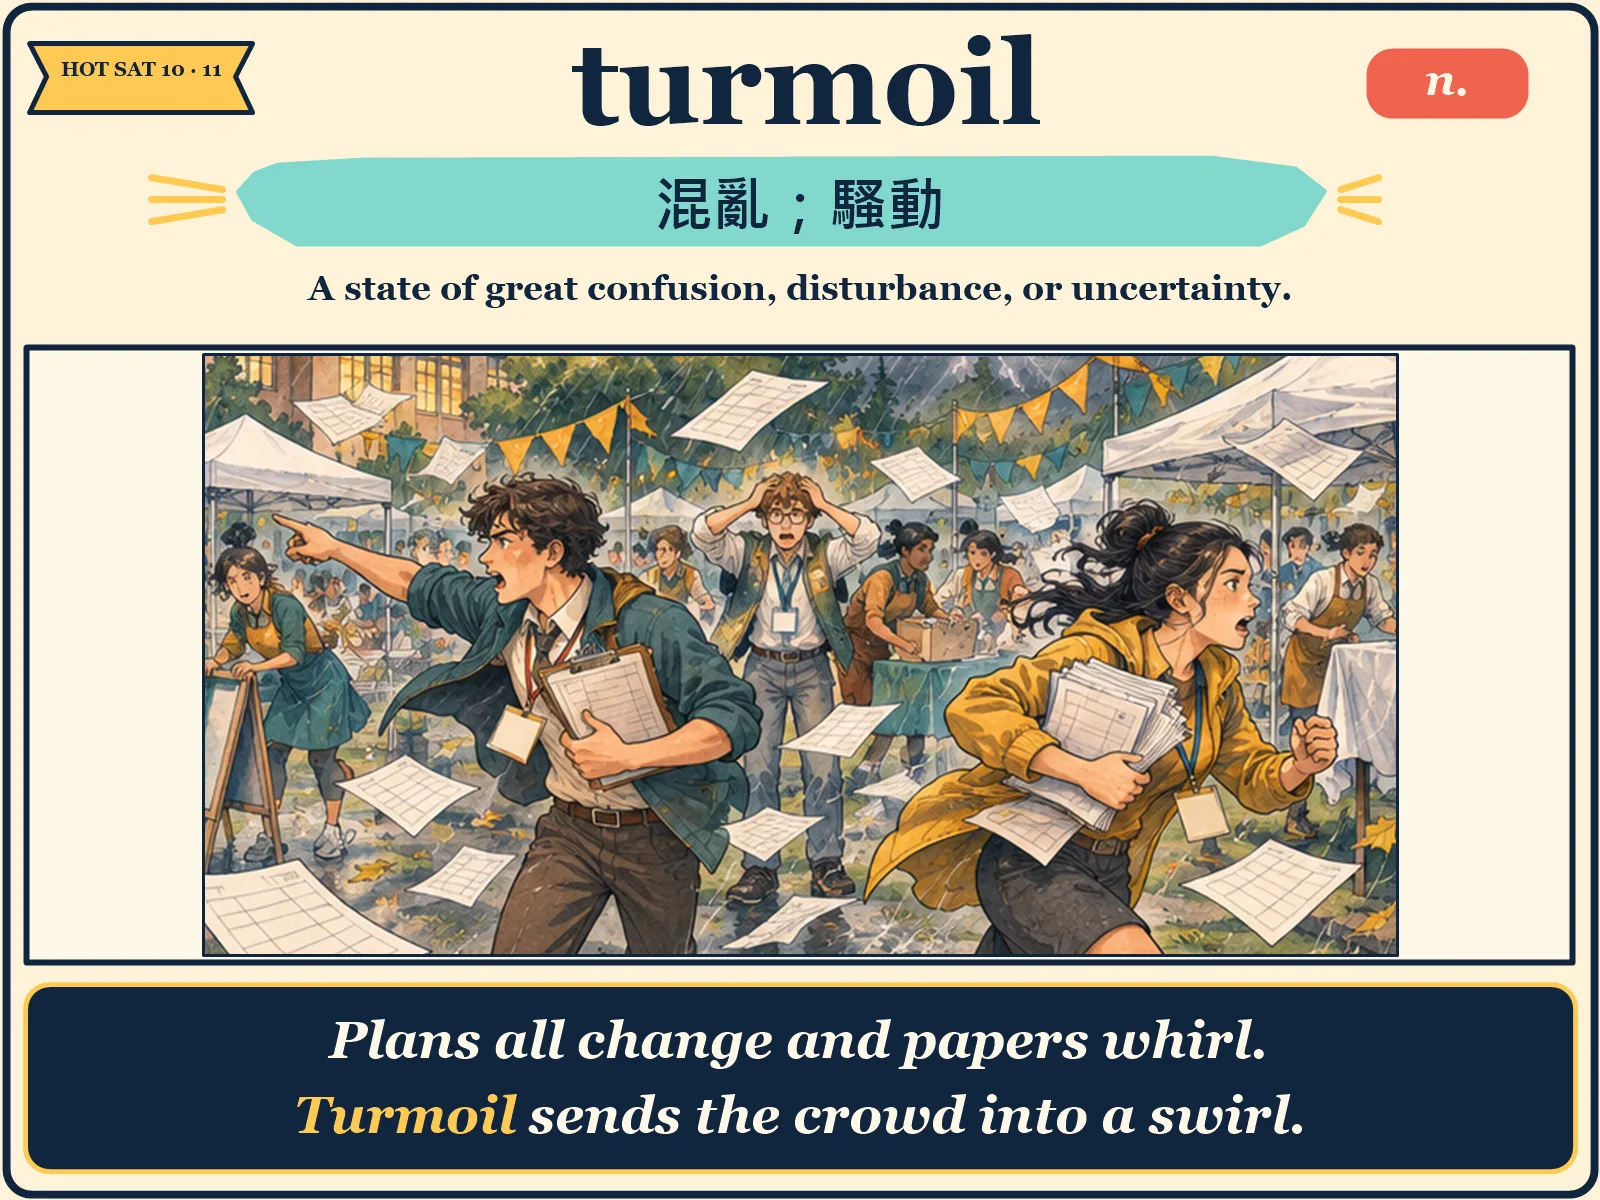 HOT SAT 10 · 11
turmoil
n.
混亂；騷動
A state of great confusion, disturbance, or uncertainty.
Plans all change and papers whirl.
Turmoil sends the crowd into a swirl.